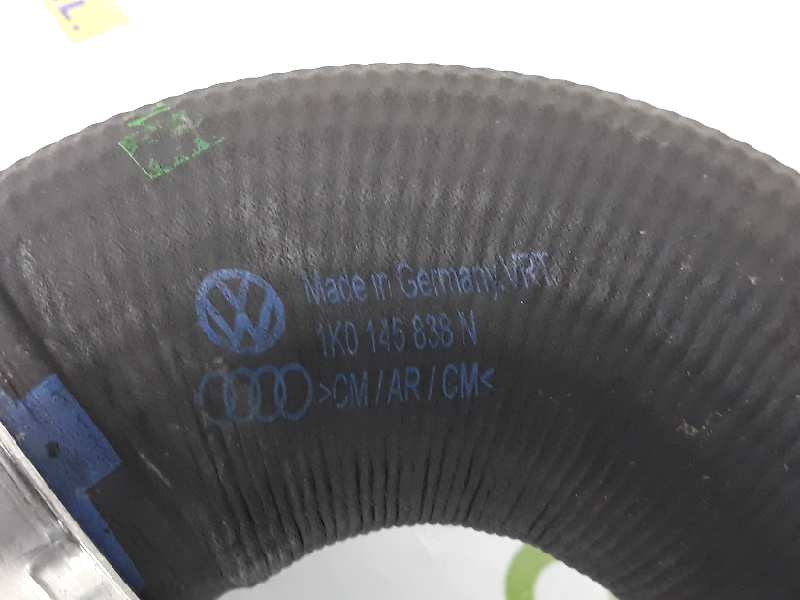 L.
Made in Germany. VRT
1K0 145 838 N
>CM / AR / CM<